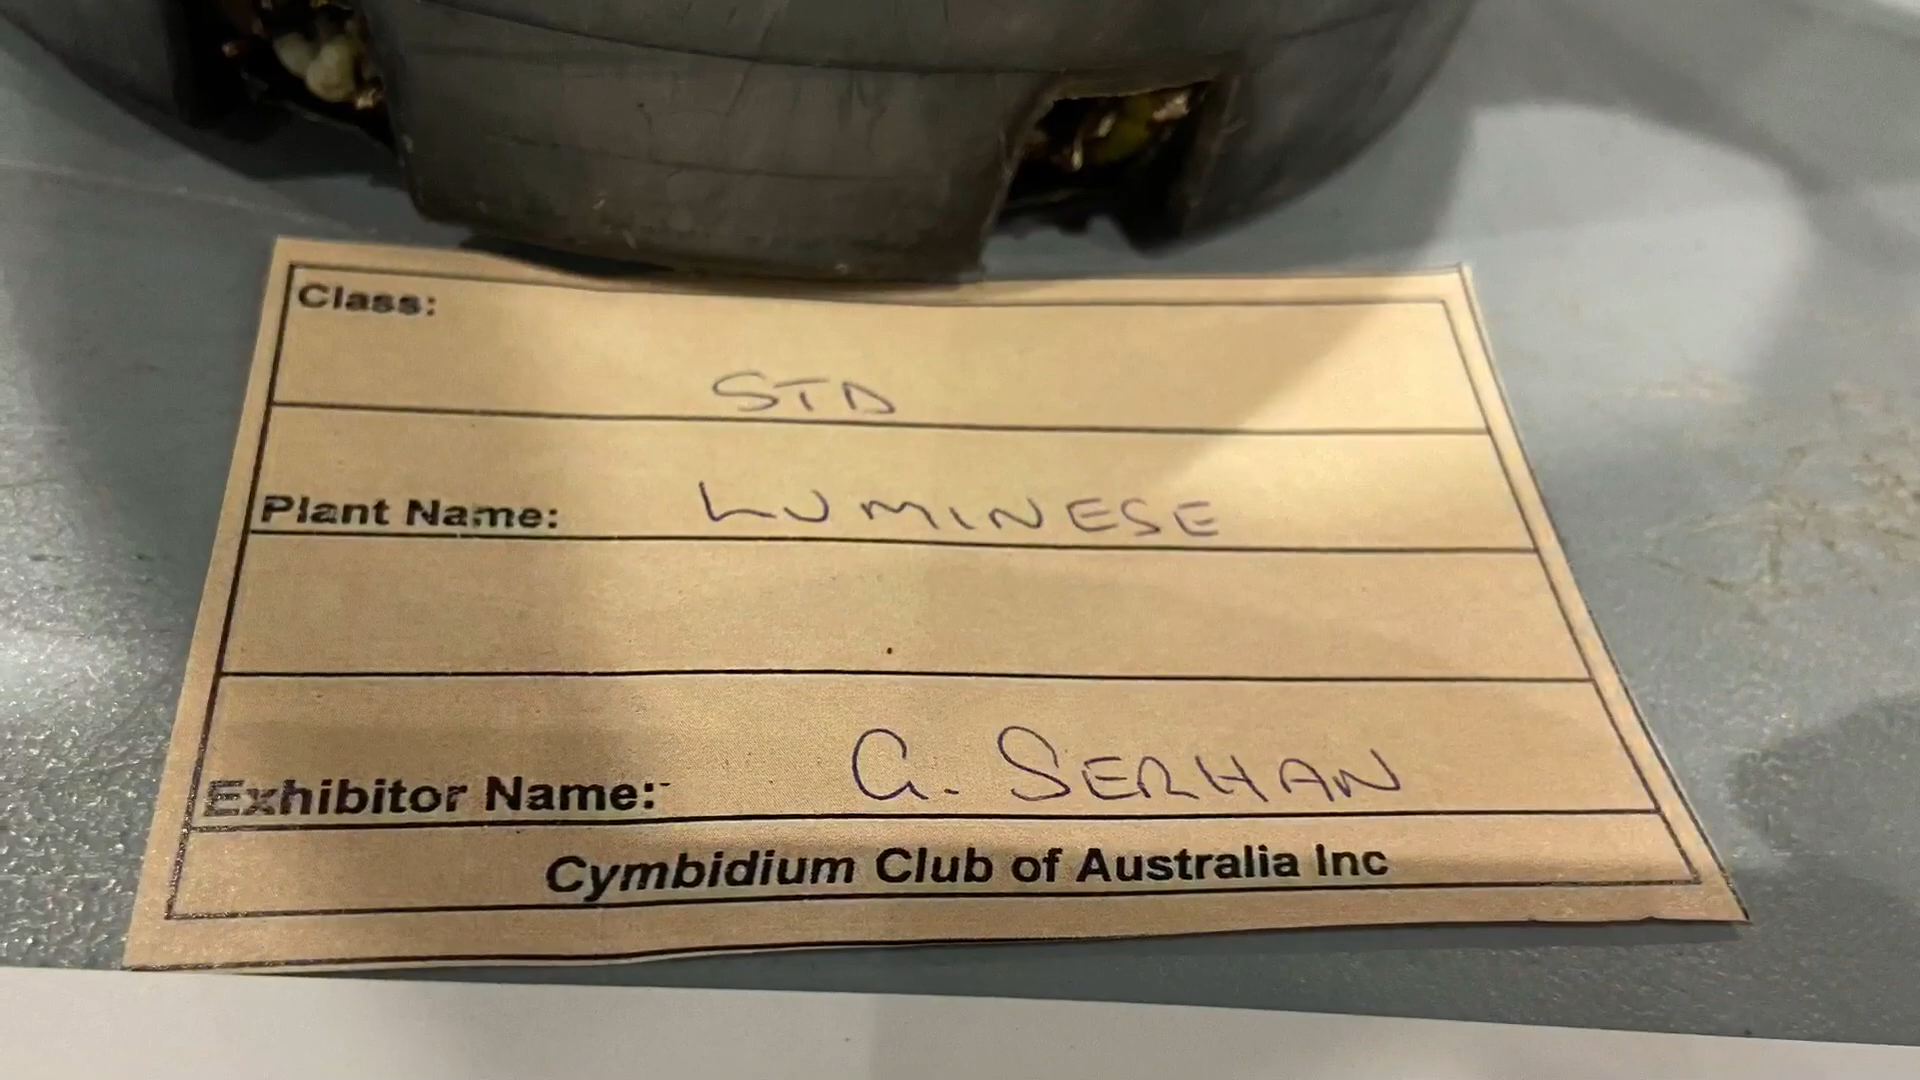 Class:
STD
Plant Name: LUMINESE
Exhibitor Name: G. SERHAN
Cymbidium Club of Australia Inc